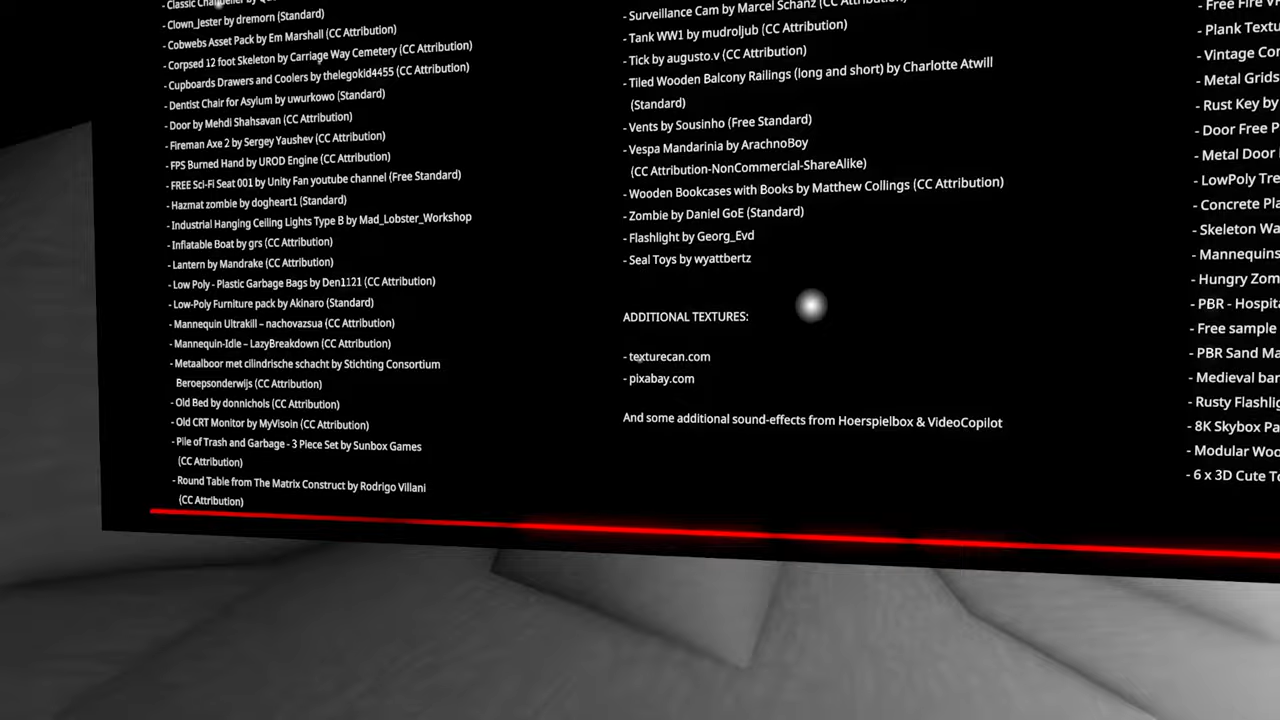 - Classic Chandelier by
- Clown_Jester by dremorn (Standard)
- Cobwebs Asset Pack by Em Marshall (CC Attribution)
- Corpsed 12 foot Skeleton by Carriage Way Cemetery (CC Attribution)
- Cupboards Drawers and Coolers by thelegokid4455 (CC Attribution)
- Dentist Chair for Asylum by uwurkowo (Standard)
- Door by Mehdi Shahsavan (CC Attribution)
- Fireman Axe 2 by Sergey Yaushev (CC Attribution)
- FPS Burned Hand by UROD Engine (CC Attribution)
- FREE Sci-Fi Seat 001 by Unity Fan youtube channel (Free Standard)
- Hazmat zombie by dogheart1 (Standard)
- Industrial Hanging Ceiling Lights Type B by Mad_Lobster_Workshop
- Inflatable Boat by grs (CC Attribution)
- Lantern by Mandrake (CC Attribution)
- Low Poly - Plastic Garbage Bags by Den1121 (CC Attribution)
- Low-Poly Furniture pack by Akinaro (Standard)
- Mannequin Ultrakill – nachovazsua (CC Attribution)
- Mannequin-Idle – LazyBreakdown (CC Attribution)
- Metaalboor met cilindrische schacht by Stichting Consortium
Beroepsonderwijs (CC Attribution)
- Old Bed by donnichols (CC Attribution)
- Old CRT Monitor by MyVisoin (CC Attribution)
- Pile of Trash and Garbage - 3 Piece Set by Sunbox Games
(CC Attribution)
- Round Table from The Matrix Construct by Rodrigo Villani
(CC Attribution)
- Surveillance Cam by Marcel Schanz (CC Attribution)
- Tank WW1 by mudroljub (CC Attribution)
- Tick by augusto.v (CC Attribution)
- Tiled Wooden Balcony Railings (long and short) by Charlotte Atwill
(Standard)
- Vents by Sousinho (Free Standard)
- Vespa Mandarinia by ArachnoBoy
(CC Attribution-NonCommercial-ShareAlike)
- Wooden Bookcases with Books by Matthew Collings (CC Attribution)
- Zombie by Daniel GoE (Standard)
- Flashlight by Georg_Evd
- Seal Toys by wyattbertz
ADDITIONAL TEXTURES:
- texturecan.com
- pixabay.com
And some additional sound-effects from Hoerspielbox & VideoCopilot
- Free Fire
- Plank
- Vintage
- Metal Grids
- Rust Key by
- Door Free
- Metal Door
- LowPoly
- Concrete
- Skeleton
- Mannequins
- Hungry
- PBR -
- Free sample
- PBR Sand
- Medieval
- Rusty
- 8K Skybox
- Modular
- 6 x 3D Cute